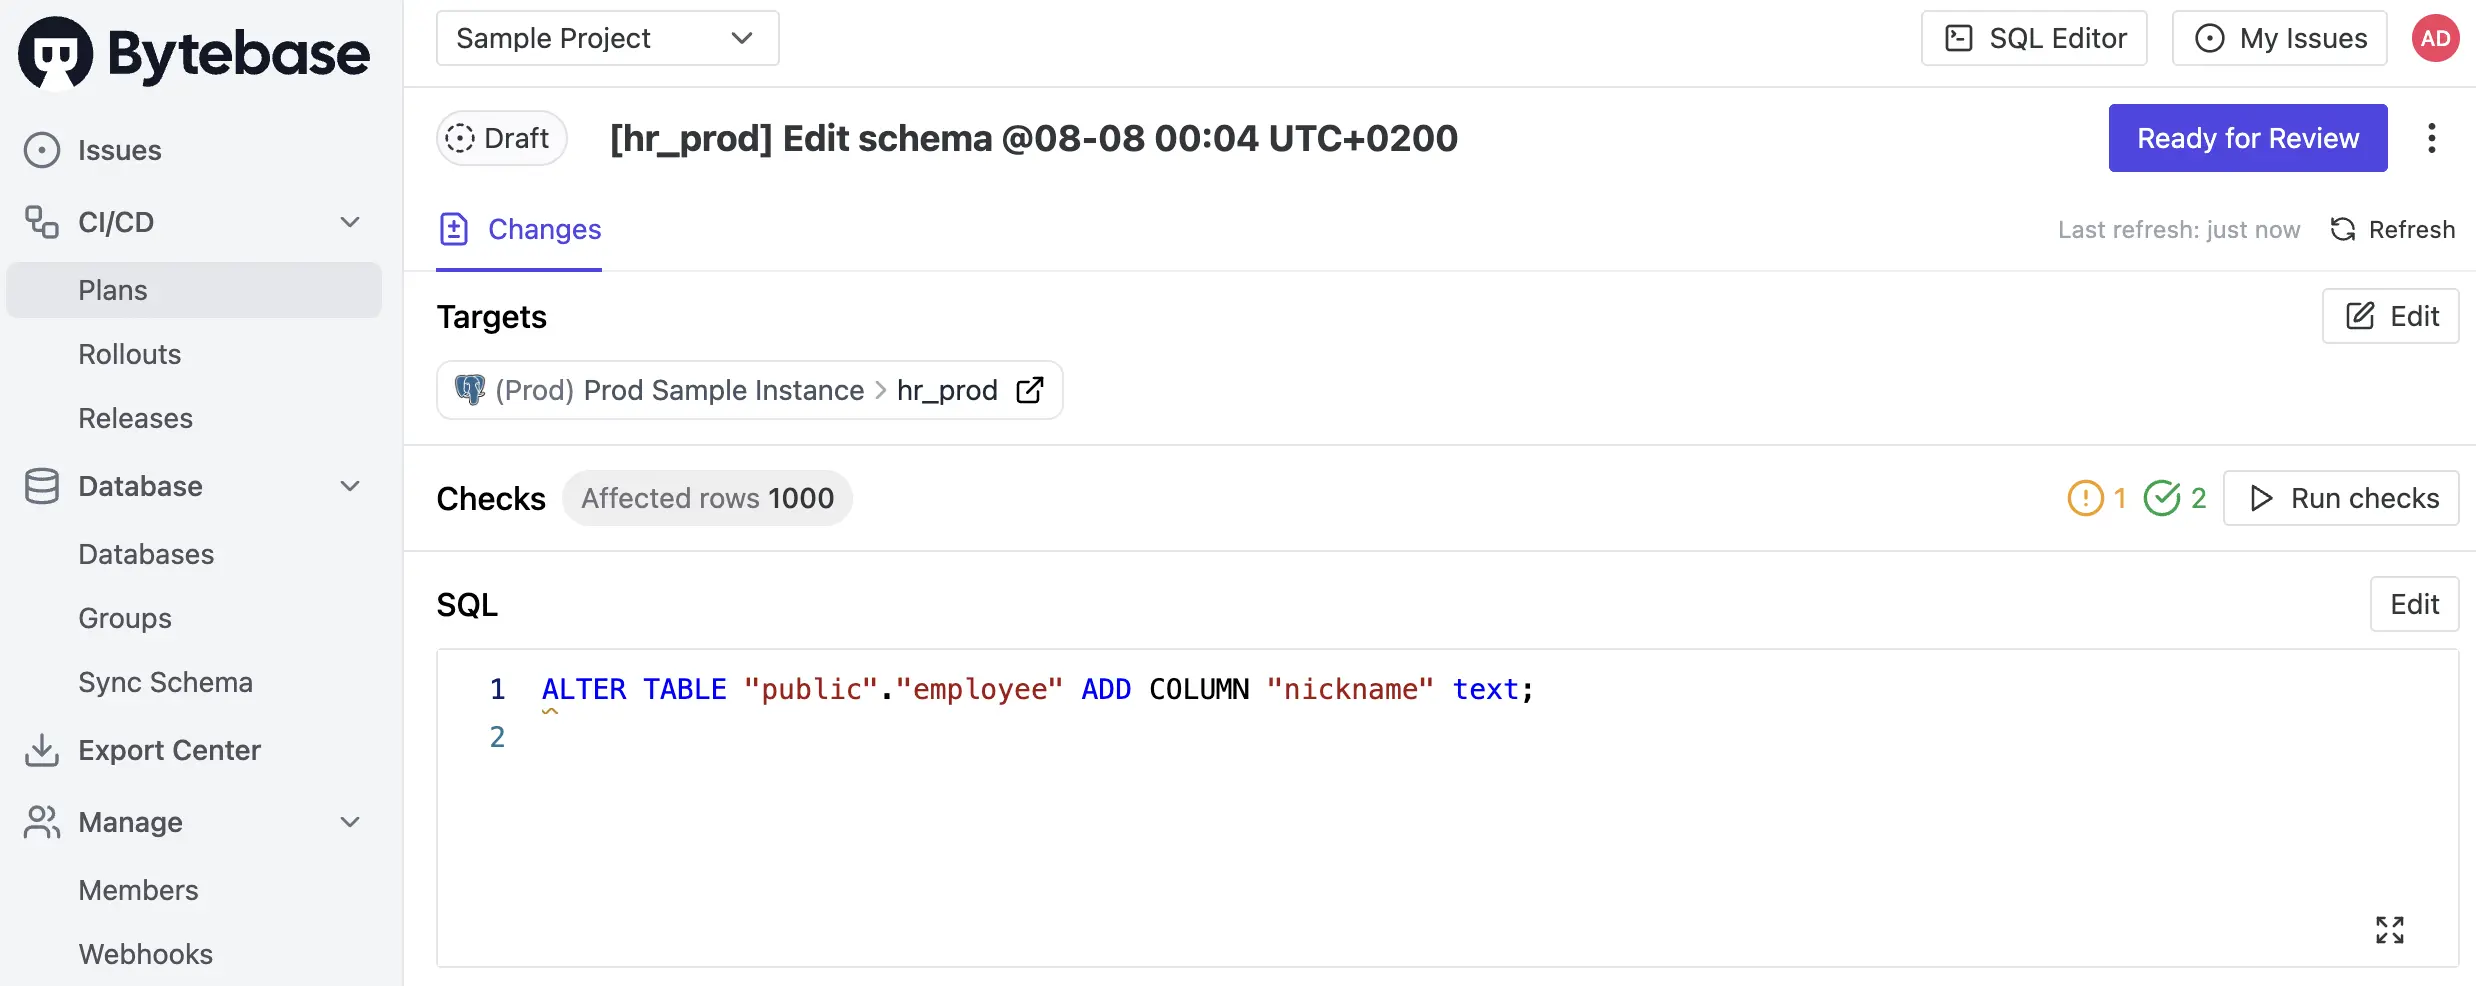 Bytebase
Issues
CI/CD
Plans
Rollouts
Releases
Database
Databases
Groups
Sync Schema
Export Center
Manage
Members
Webhooks
Sample Project
SQL Editor
My Issues
AD
Draft
[hr_prod] Edit schema @08-08 00:04 UTC+0200
Ready for Review
Changes
Last refresh: just now
Refresh
Targets
Edit
(Prod) Prod Sample Instance > hr_prod
Checks
Affected rows 1000
1
2
Run checks
SQL
Edit
1 ALTER TABLE "public"."employee" ADD COLUMN "nickname" text;
2